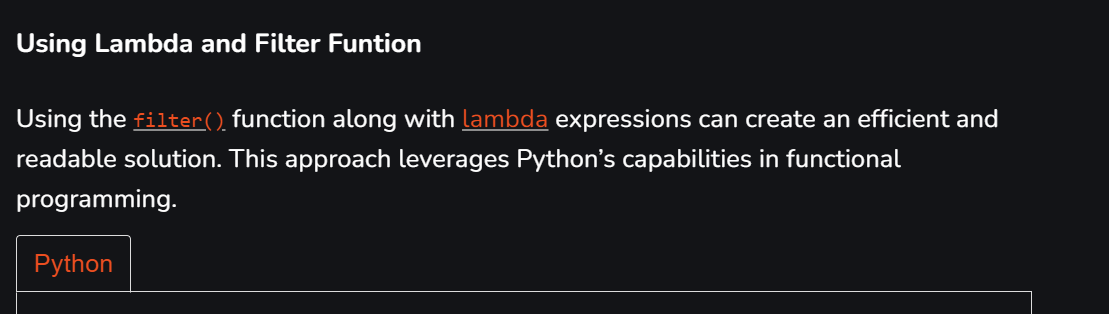 Using Lambda and Filter Funtion
Using the filter() function along with lambda expressions can create an efficient and
readable solution. This approach leverages Python’s capabilities in functional
programming.
Python